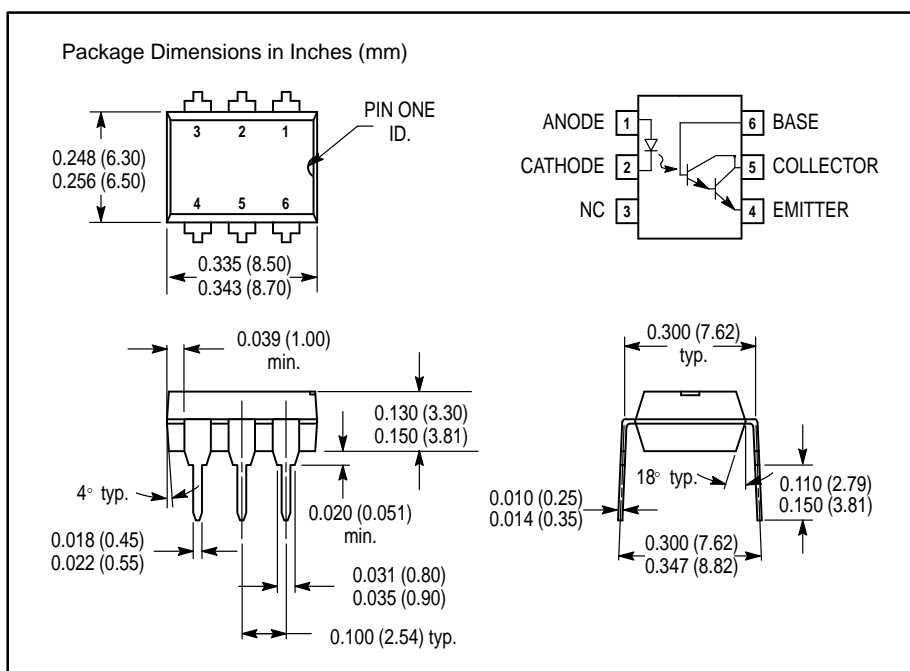 Package Dimensions in Inches (mm)
3 2 1
4 5 6
PIN ONE
ID.
0.248 (6.30)
0.256 (6.50)
0.335 (8.50)
0.343 (8.70)
ANODE 1
CATHODE 2
NC 3
6 BASE
5 COLLECTOR
4 EMITTER
0.039 (1.00)
min.
0.130 (3.30)
0.150 (3.81)
4° typ.
0.020 (0.051)
min.
0.018 (0.45)
0.022 (0.55)
0.031 (0.80)
0.035 (0.90)
0.100 (2.54) typ.
0.300 (7.62)
typ.
18° typ.
0.110 (2.79)
0.150 (3.81)
0.010 (0.25)
0.014 (0.35)
0.300 (7.62)
0.347 (8.82)